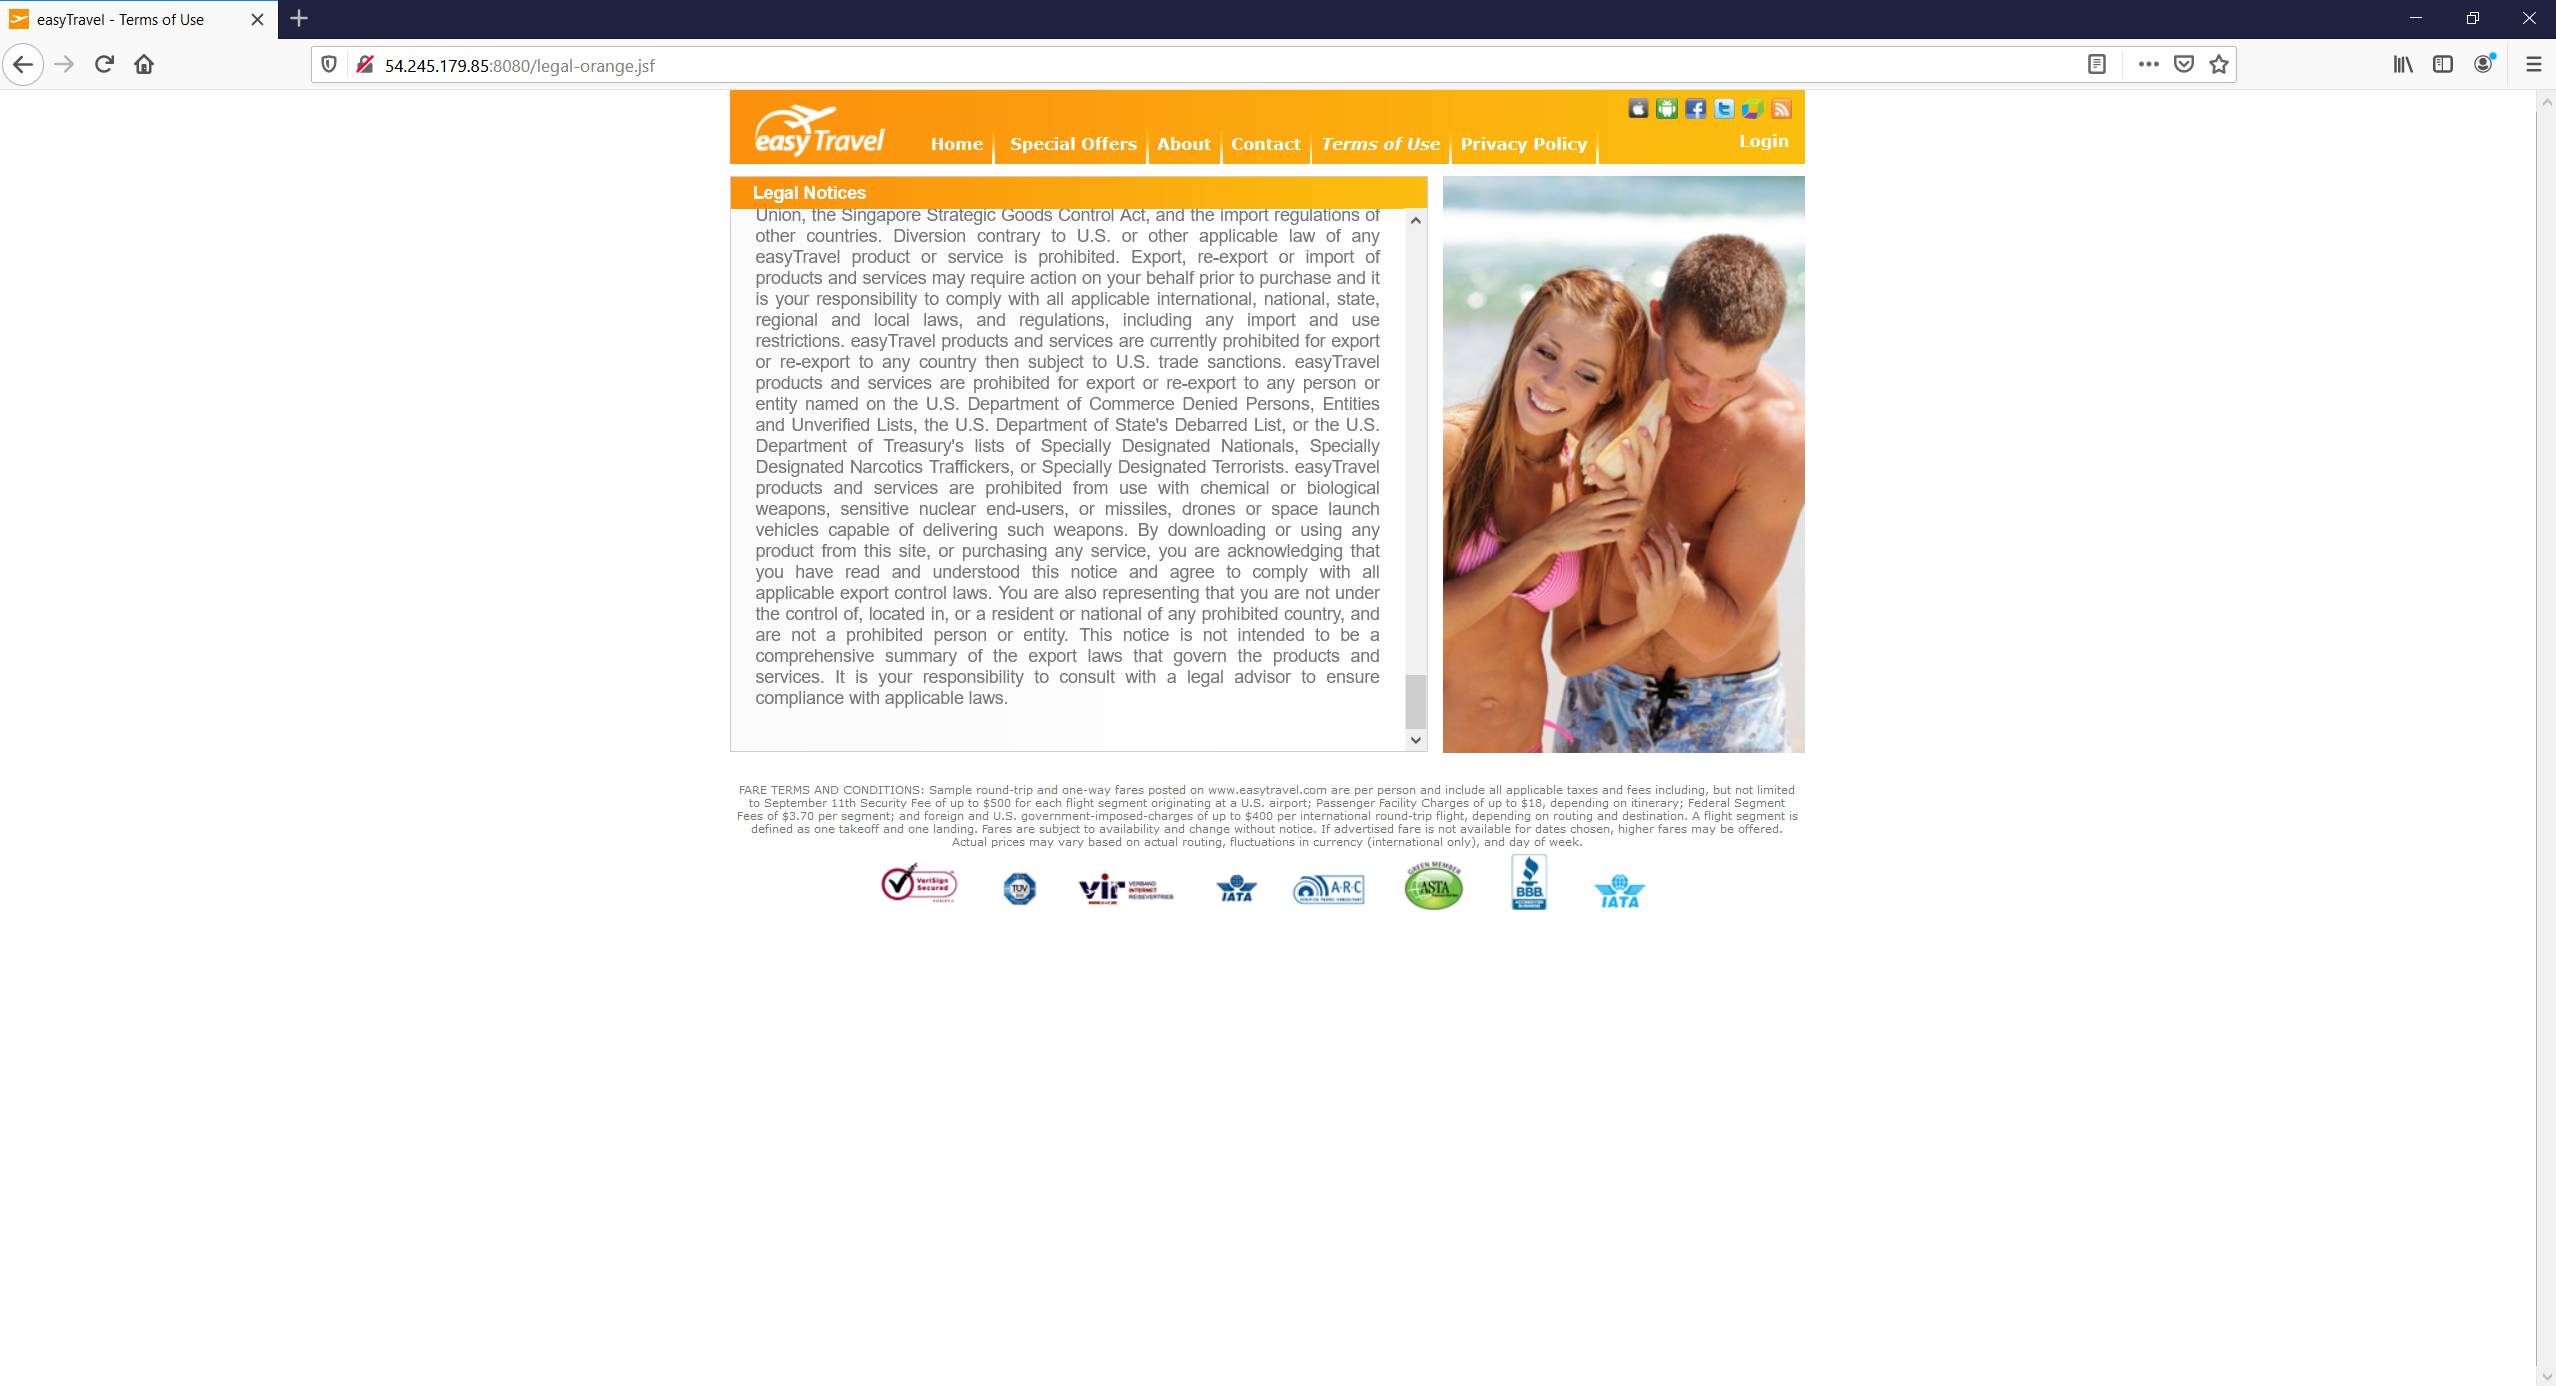 easyTravel - Terms of Use
54.245.179.85:8080/legal-orange.jsf
easyTravel
Home
Special Offers
About
Contact
Terms of Use
Privacy Policy
Login
Legal Notices
Union, the Singapore Strategic Goods Control Act, and the import regulations of
other countries. Diversion contrary to U.S. or other applicable law of any
easyTravel product or service is prohibited. Export, re-export or import of
products and services may require action on your behalf prior to purchase and it
is your responsibility to comply with all applicable international, national, state,
regional and local laws, and regulations, including any import and use
restrictions. easyTravel products and services are currently prohibited for export
or re-export to any country then subject to U.S. trade sanctions. easyTravel
products and services are prohibited for export or re-export to any person or
entity named on the U.S. Department of Commerce Denied Persons, Entities
and Unverified Lists, the U.S. Department of State's Debarred List, or the U.S.
Department of Treasury's lists of Specially Designated Nationals, Specially
Designated Narcotics Traffickers, or Specially Designated Terrorists. easyTravel
products and services are prohibited from use with chemical or biological
weapons, sensitive nuclear end-users, or missiles, drones or space launch
vehicles capable of delivering such weapons. By downloading or using any
product from this site, or purchasing any service, you are acknowledging that
you have read and understood this notice and agree to comply with all
applicable export control laws. You are also representing that you are not under
the control of, located in, or a resident or national of any prohibited country, and
are not a prohibited person or entity. This notice is not intended to be a
comprehensive summary of the export laws that govern the products and
services. It is your responsibility to consult with a legal advisor to ensure
compliance with applicable laws.
FARE TERMS AND CONDITIONS: Sample round-trip and one-way fares posted on www.easytravel.com are per person and include all applicable taxes and fees including, but not limited
to September 11th Security Fee of up to $500 for each flight segment originating at a U.S. airport; Passenger Facility Charges of up to $18, depending on itinerary; Federal Segment
Fees of $3.70 per segment; and foreign and U.S. government-imposed-charges of up to $400 per international round-trip flight, depending on routing and destination. A flight segment is
defined as one takeoff and one landing. Fares are subject to availability and change without notice. If advertised fare is not available for dates chosen, higher fares may be offered.
Actual prices may vary based on actual routing, fluctuations in currency (international only), and day of week.
VeriSign
Secured
TÜV
vir
VERBAND
INTERNET
REISEVERTRIEB
IATA
A·R·C
GREEN MEMBER
ASTA
BBB
ACCREDITED
BUSINESS
IATA